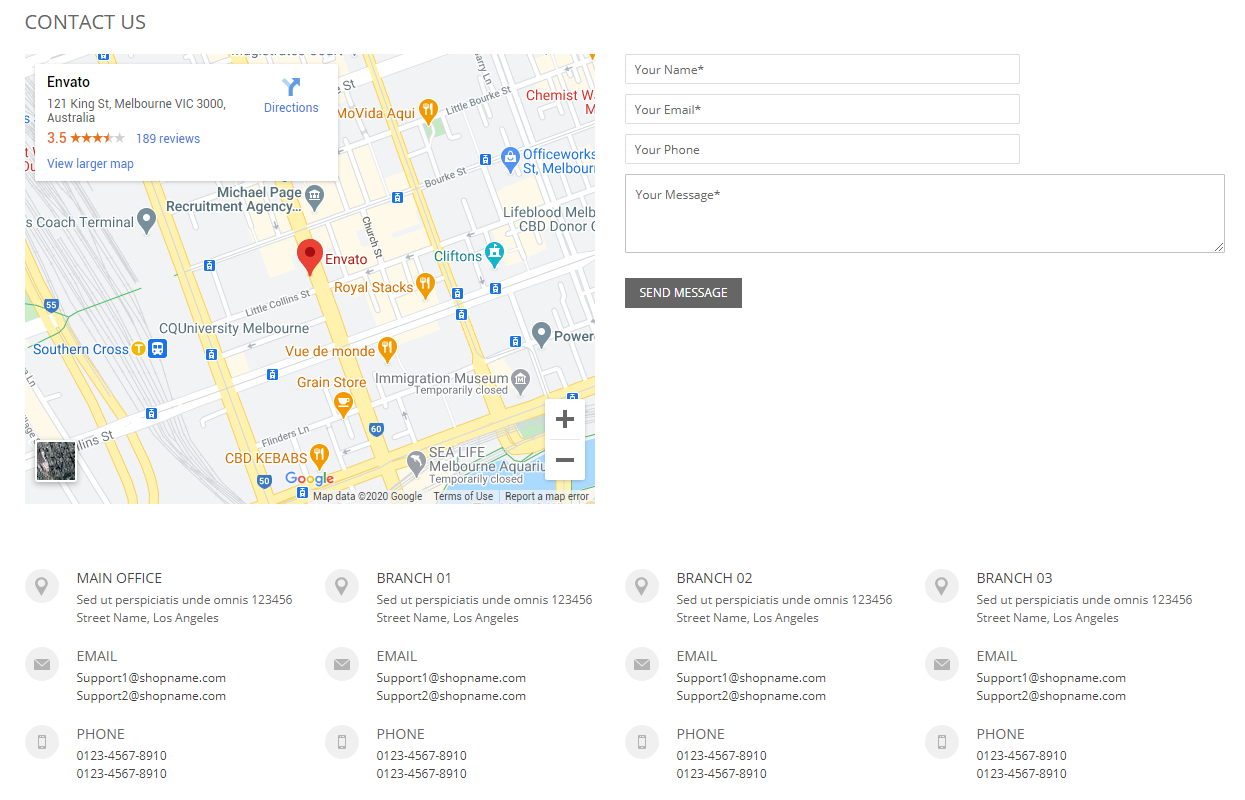 CONTACT US
Envato
121 King St, Melbourne VIC 3000,
Australia
Directions
3.5
189 reviews
View larger map
St
arry Ln
MoVida Aqui
Little Bourke St
Chemist W
M
Officeworks
St, Melbourn
Bourke St
Michael Page
Recruitment Agency...
s Coach Terminal
Church St
Lifeblood Melb
CBD Donor C
Cliftons
Envato
Royal Stacks
Little Collins St
55
CQUniversity Melbourne
Southern Cross
T
Vue de monde
Power
Grain Store
Immigration Museum
Temporarily closed
Flinders Ln
60
llins St
CBD KEBABS
SEA LIFE
Melbourne Aquariu
Temporarily closed
50
Google
Map data ©2020 Google
Terms of Use
Report a map error
Your Name*
Your Email*
Your Phone
Your Message*
SEND MESSAGE
MAIN OFFICE
Sed ut perspiciatis unde omnis 123456
Street Name, Los Angeles
EMAIL
Support1@shopname.com
Support2@shopname.com
PHONE
0123-4567-8910
0123-4567-8910
BRANCH 01
Sed ut perspiciatis unde omnis 123456
Street Name, Los Angeles
EMAIL
Support1@shopname.com
Support2@shopname.com
PHONE
0123-4567-8910
0123-4567-8910
BRANCH 02
Sed ut perspiciatis unde omnis 123456
Street Name, Los Angeles
EMAIL
Support1@shopname.com
Support2@shopname.com
PHONE
0123-4567-8910
0123-4567-8910
BRANCH 03
Sed ut perspiciatis unde omnis 123456
Street Name, Los Angeles
EMAIL
Support1@shopname.com
Support2@shopname.com
PHONE
0123-4567-8910
0123-4567-8910